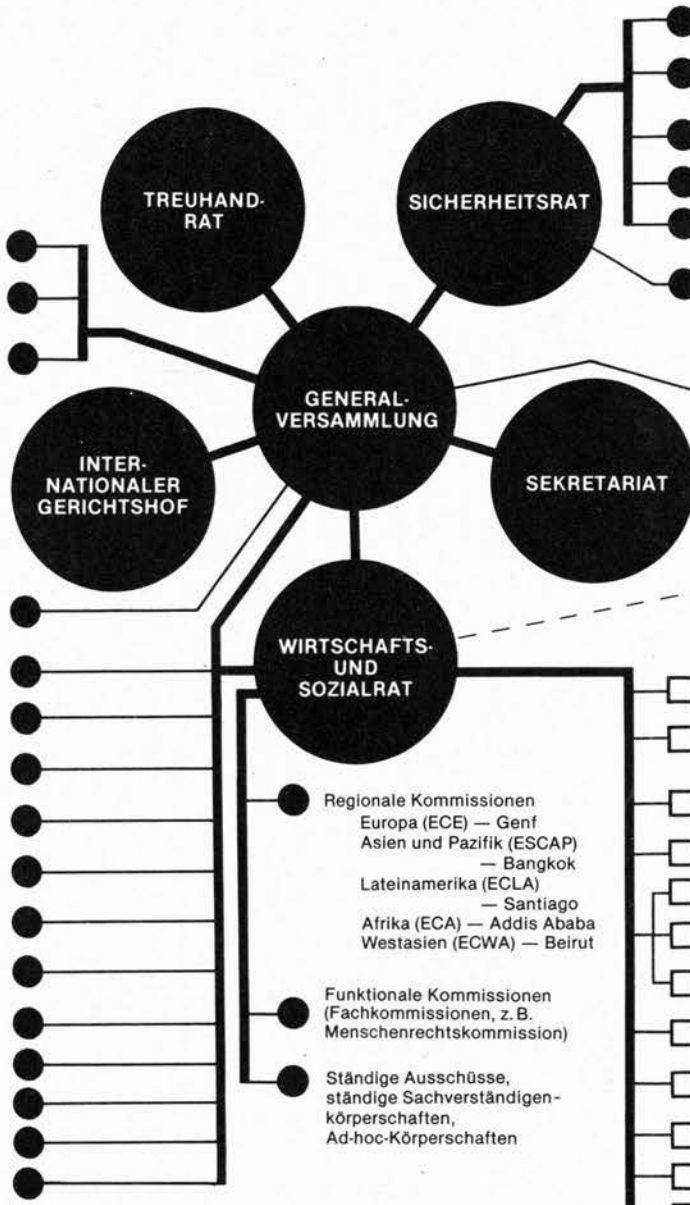 TREUHAND-
RAT
SICHERHEITSRAT
GENERAL-
VERSAMMLUNG
INTER-
NATIONALER
GERICHTSHOF
SEKRETARIAT
WIRTSCHAFTS-
UND
SOZIALRAT
Regionale Kommissionen
Europa (ECE) — Genf
Asien und Pazifik (ESCAP)
— Bangkok
Lateinamerika (ECLA)
— Santiago
Afrika (ECA) — Addis Ababa
Westasien (ECWA) — Beirut
Funktionale Kommissionen
(Fachkommissionen, z. B.
Menschenrechtskommission)
Ständige Ausschüsse,
ständige Sachverständigen-
körperschaften,
Ad-hoc-Körperschaften